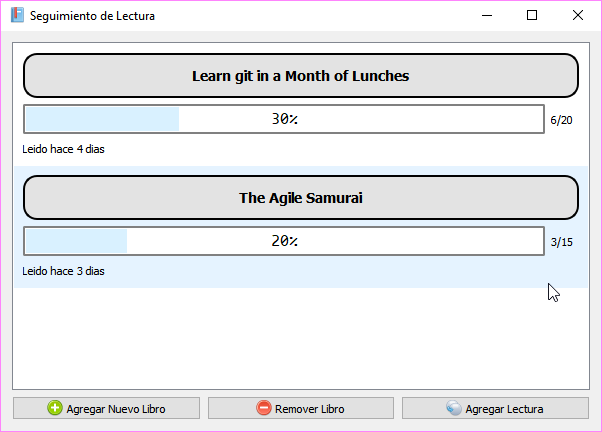 Seguimiento de Lectura
Learn git in a Month of Lunches
30% 6/20
Leido hace 4 dias
The Agile Samurai
20% 3/15
Leido hace 3 dias
Agregar Nuevo Libro Remover Libro Agregar Lectura